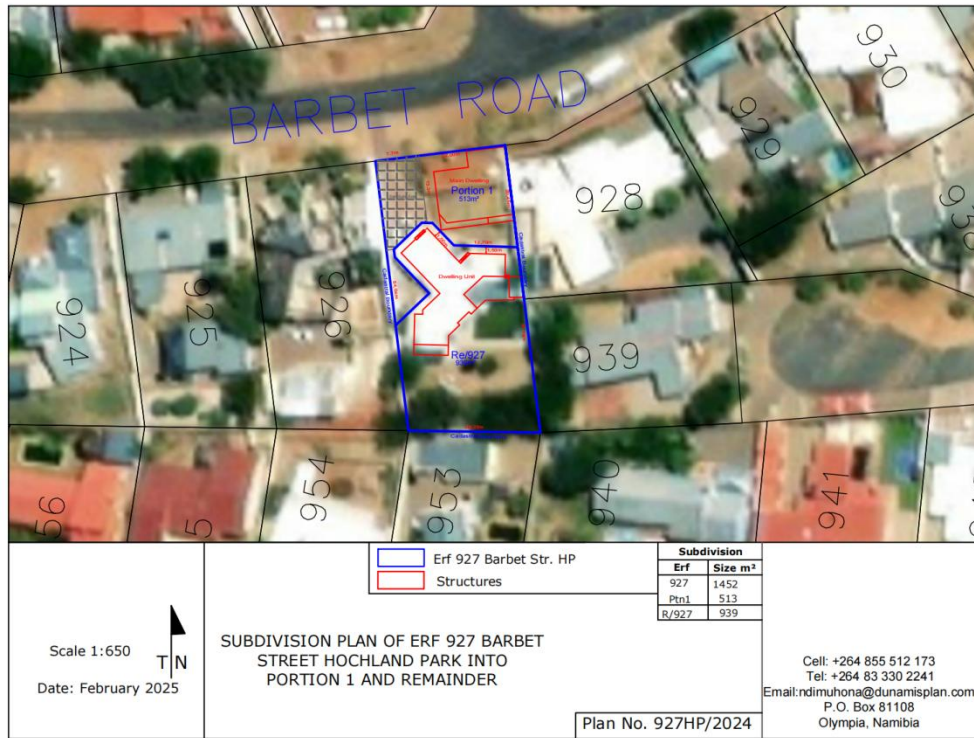 BARBET ROAD
930
929
928
Main Dwelling
Portion 1
513m²
Dwelling Unit
Re/927
924
925
926
939
954
953
940
941
Erf 927 Barbet Str. HP
Structures
Subdivision
Erf Size m²
927 1452
Ptn1 513
R/927 939
Scale 1:650
T N
Date: February 2025
SUBDIVISION PLAN OF ERF 927 BARBET
STREET HOCHLAND PARK INTO
PORTION 1 AND REMAINDER
Plan No. 927HP/2024
Cell: +264 855 512 173
Tel: +264 83 330 2241
Email:ndimuhona@dunamisplan.com
P.O. Box 81108
Olympia, Namibia